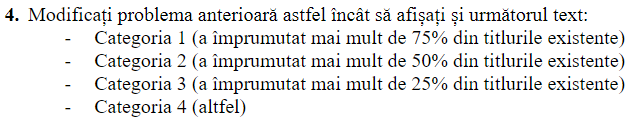 4. Modificați problema anterioară astfel încât să afișați și următorul text:
- Categoria 1 (a împrumutat mai mult de 75% din titlurile existente)
- Categoria 2 (a împrumutat mai mult de 50% din titlurile existente)
- Categoria 3 (a împrumutat mai mult de 25% din titlurile existente)
- Categoria 4 (altfel)